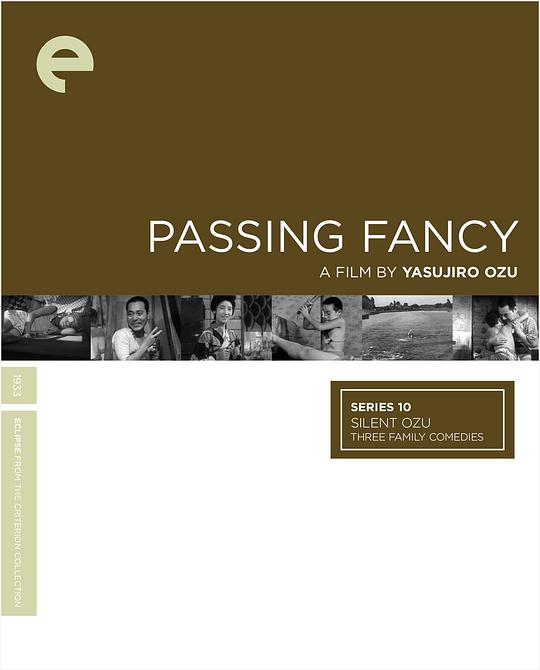 e
PASSING FANCY
A FILM BY YASUJIRO OZU
1933
ECLIPSE FROM THE CRITERION COLLECTION
SERIES 10
SILENT OZU
THREE FAMILY COMEDIES